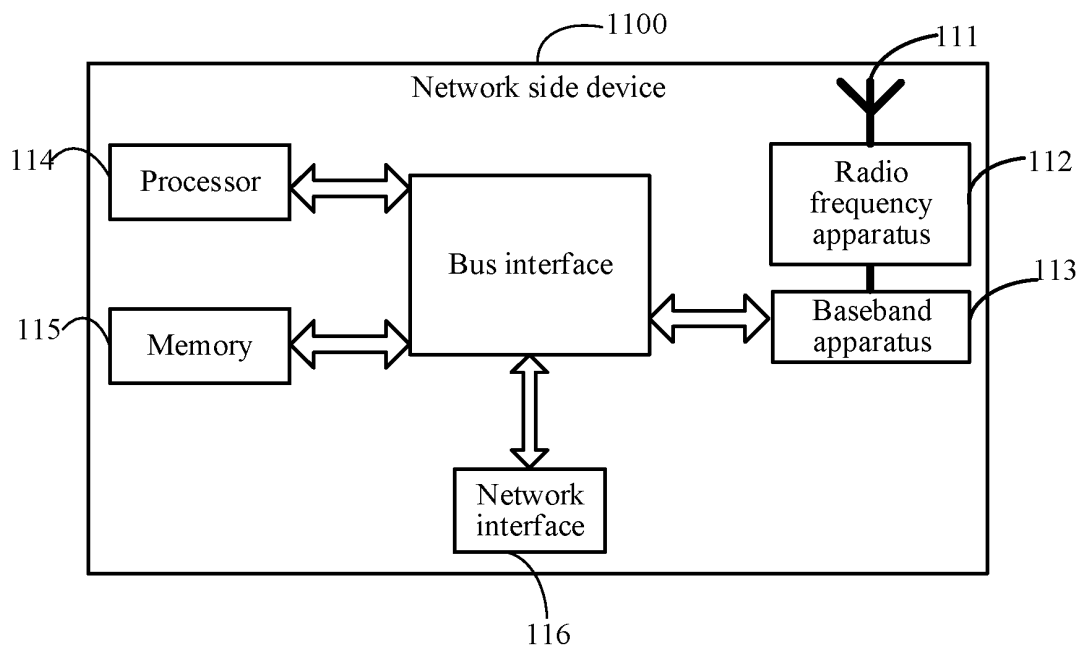 1100
111
Network side device
114
Processor
Radio
frequency
apparatus
112
Bus interface
113
115
Memory
Baseband
apparatus
Network
interface
116